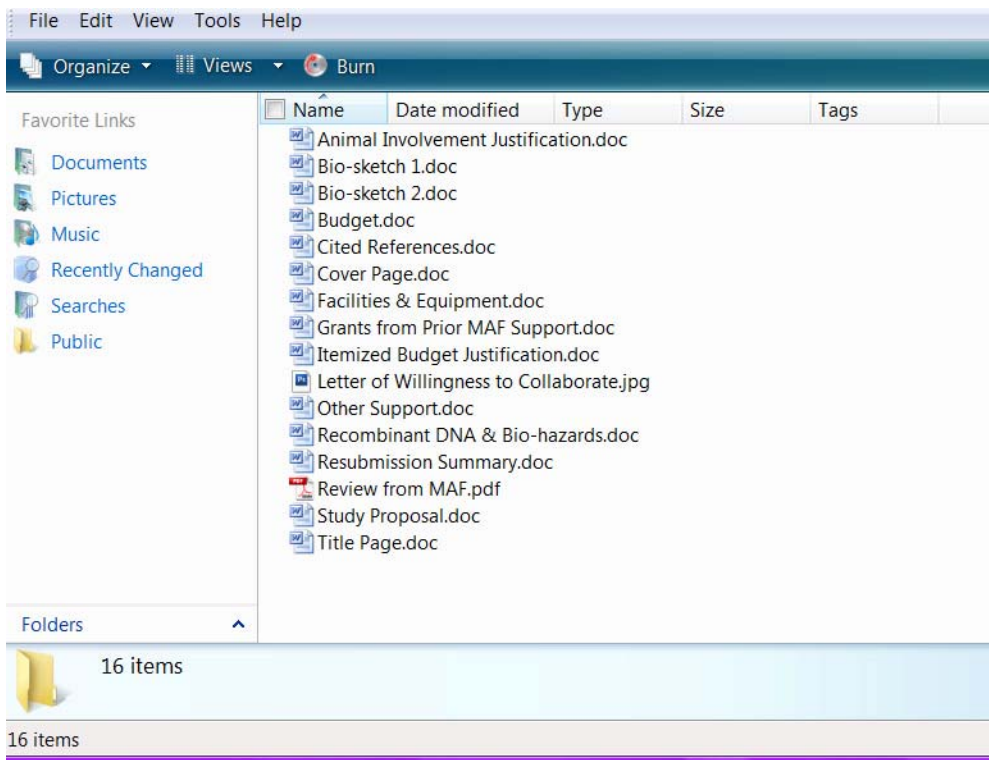 File Edit View Tools Help
Organize Views Burn
Favorite Links
Documents
Pictures
Music
Recently Changed
Searches
Public
Folders
Name Date modified Type Size Tags
Animal Involvement Justification.doc
Bio-sketch 1.doc
Bio-sketch 2.doc
Budget.doc
Cited References.doc
Cover Page.doc
Facilities & Equipment.doc
Grants from Prior MAF Support.doc
Itemized Budget Justification.doc
Letter of Willingness to Collaborate.jpg
Other Support.doc
Recombinant DNA & Bio-hazards.doc
Resubmission Summary.doc
Review from MAF.pdf
Study Proposal.doc
Title Page.doc
16 items
16 items